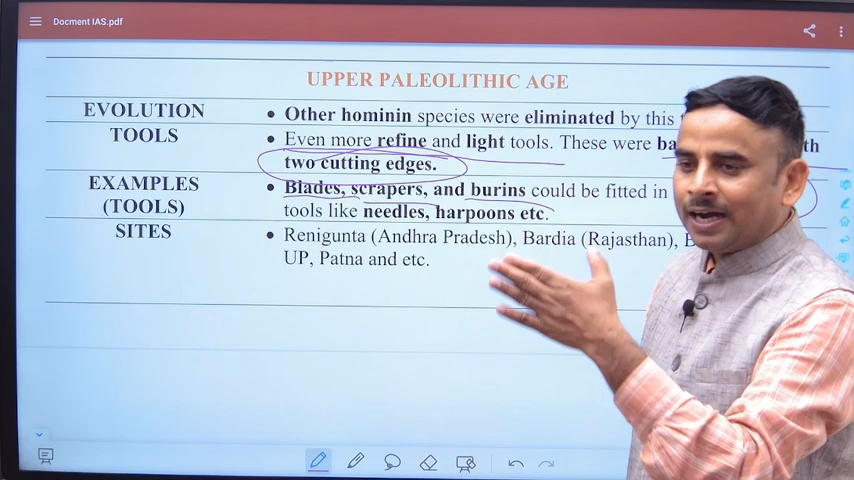 Docment IAS.pdf
UPPER PALEOLITHIC AGE
EVOLUTION
• Other hominin species were eliminated by this
TOOLS
• Even more refine and light tools. These were
two cutting edges.
EXAMPLES
(TOOLS)
• Blades, scrapers, and burins could be fitted in
tools like needles, harpoons etc.
SITES
• Renigunta (Andhra Pradesh), Bardia (Rajasthan),
UP, Patna and etc.